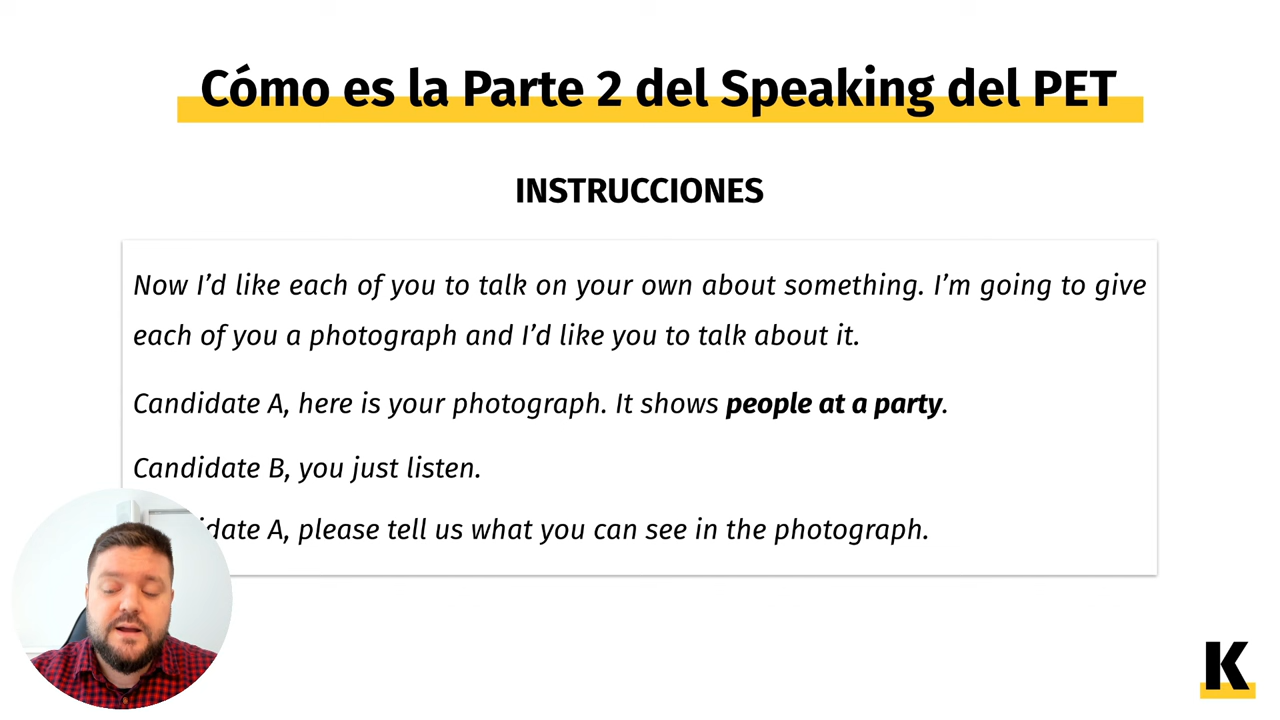 Cómo es la Parte 2 del Speaking del PET
INSTRUCCIONES
Now I’d like each of you to talk on your own about something. I’m going to give
each of you a photograph and I’d like you to talk about it.
Candidate A, here is your photograph. It shows people at a party.
Candidate B, you just listen.
A, please tell us what you can see in the photograph.
K